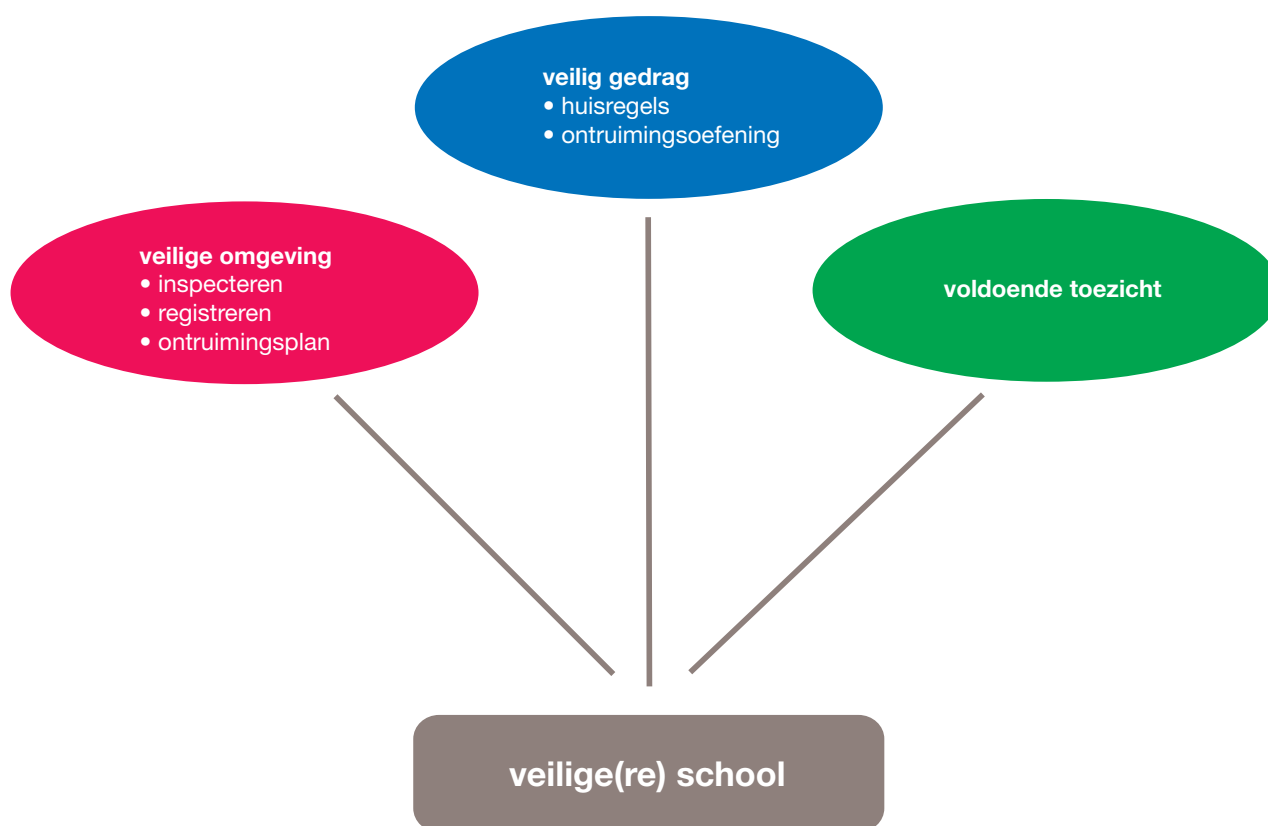 veilig gedrag
• huisregels
• ontruimingsoefening
veilige omgeving
• inspecteren
• registreren
• ontruimingsplan
voldoende toezicht
veilige(re) school